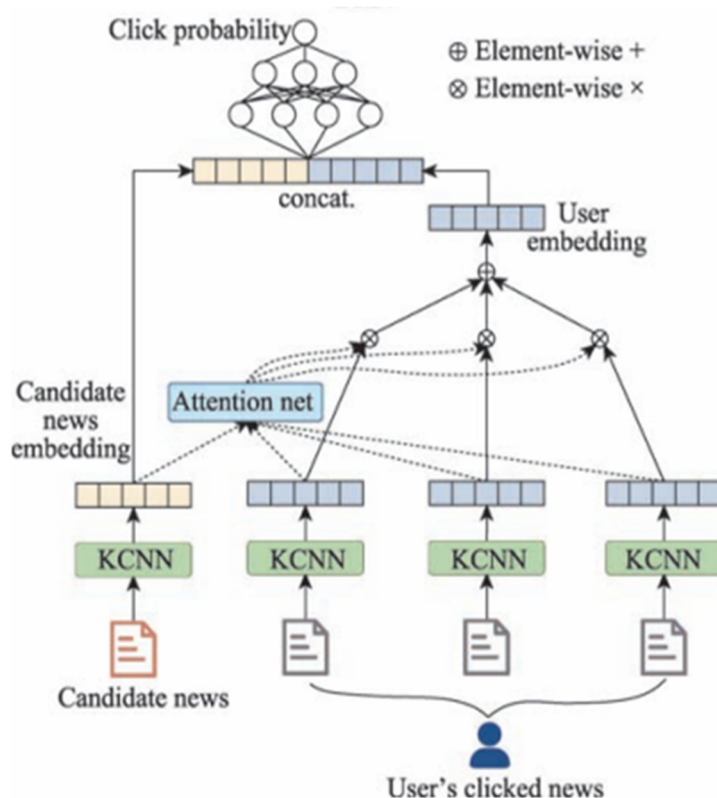 Click probability
⊕ Element-wise +
⊗ Element-wise ×
concat.
User
embedding
Candidate
news
embedding
Attention net
KCNN
KCNN
KCNN
KCNN
Candidate news
User's clicked news